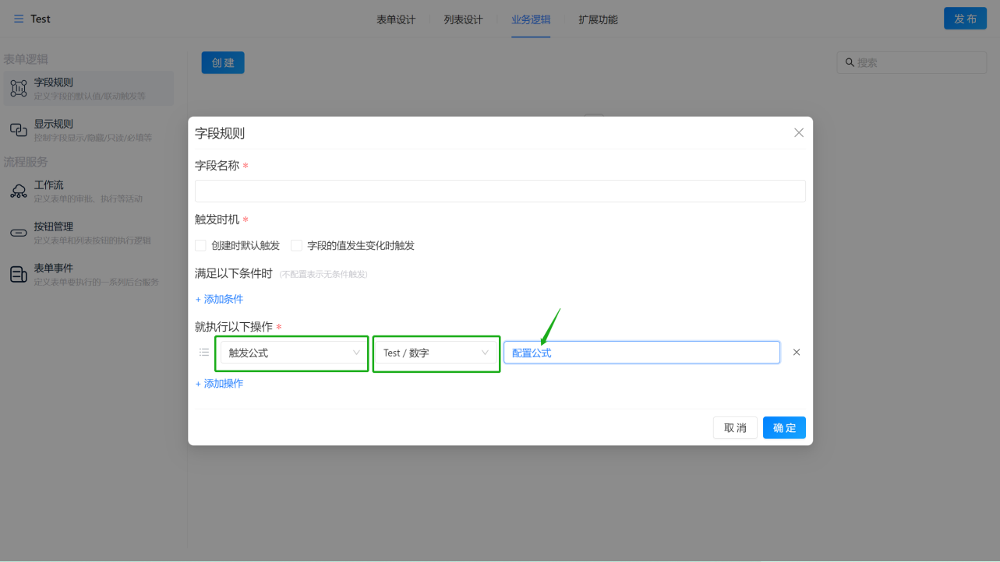 Test
表单设计
列表设计
业务逻辑
扩展功能
发 布
表单逻辑
字段规则
定义字段的默认值/联动触发等
显示规则
控制字段显示/隐藏/只读/必填等
流程服务
工作流
定义表单的审批、执行等活动
按钮管理
定义表单和列表按钮的执行逻辑
表单事件
定义表单要执行的一系列后台服务
创 建
搜索
字段规则
字段名称 *
触发时机 *
创建时默认触发
字段的值发生变化时触发
满足以下条件时 (不配置表示无条件触发)
+ 添加条件
就执行以下操作 *
触发公式
Test / 数字
配置公式
+ 添加操作
取 消
确 定